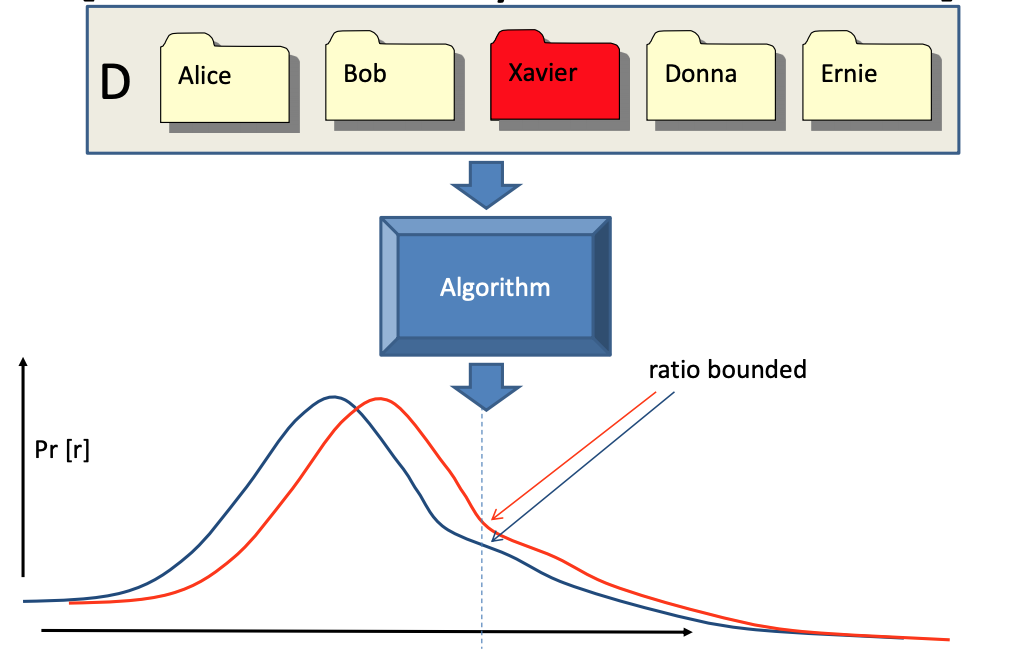 D
Alice
Bob
Xavier
Donna
Ernie
Algorithm
ratio bounded
Pr [r]